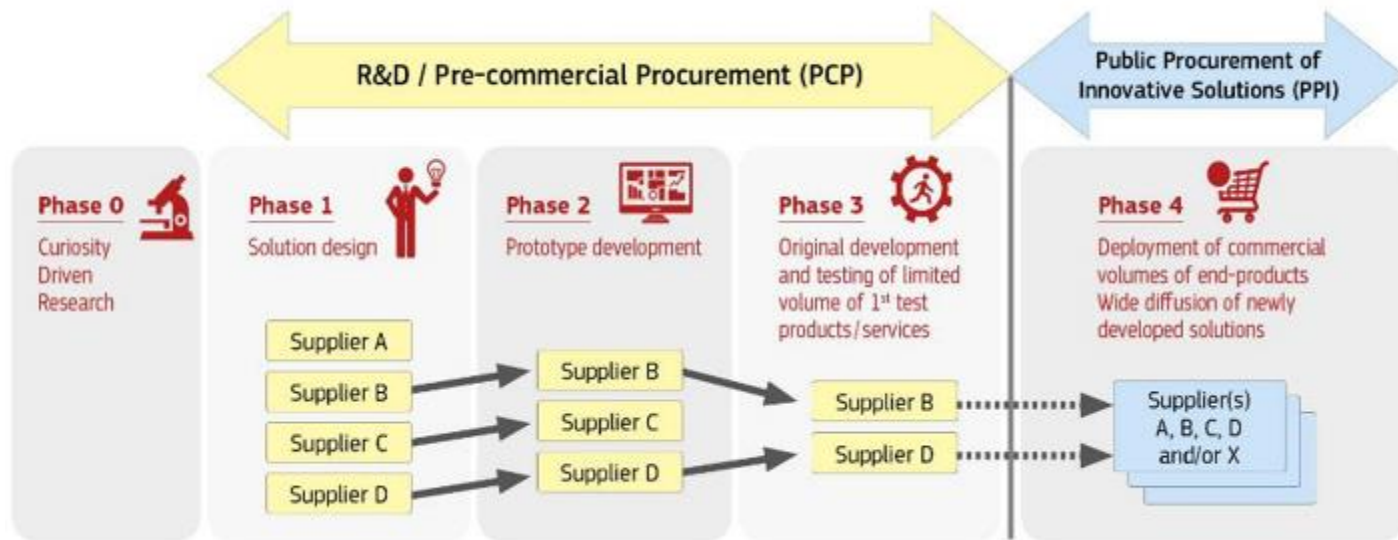 R&D / Pre-commercial Procurement (PCP)
Public Procurement of
Innovative Solutions (PPI)
Phase 0
Curiosity
Driven
Research
Phase 1
Solution design
Supplier A
Supplier B
Supplier C
Supplier D
Phase 2
Prototype development
Supplier B
Supplier C
Supplier D
Phase 3
Original development
and testing of limited
volume of 1st test
products/services
Supplier B
Supplier D
Phase 4
Deployment of commercial
volumes of end-products
Wide diffusion of newly
developed solutions
Supplier(s)
A, B, C, D
and/or X